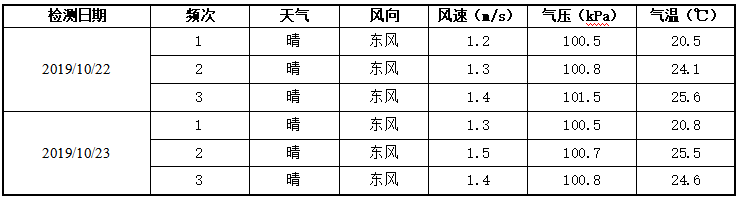 检测日期 频次 天气 风向 风速（m/s） 气压（kPa） 气温（℃）
2019/10/22 1 晴 东风 1.2 100.5 20.5
2 晴 东风 1.3 100.8 24.1
3 晴 东风 1.4 101.5 25.6
2019/10/23 1 晴 东风 1.3 100.5 20.8
2 晴 东风 1.5 100.7 25.5
3 晴 东风 1.4 100.8 24.6